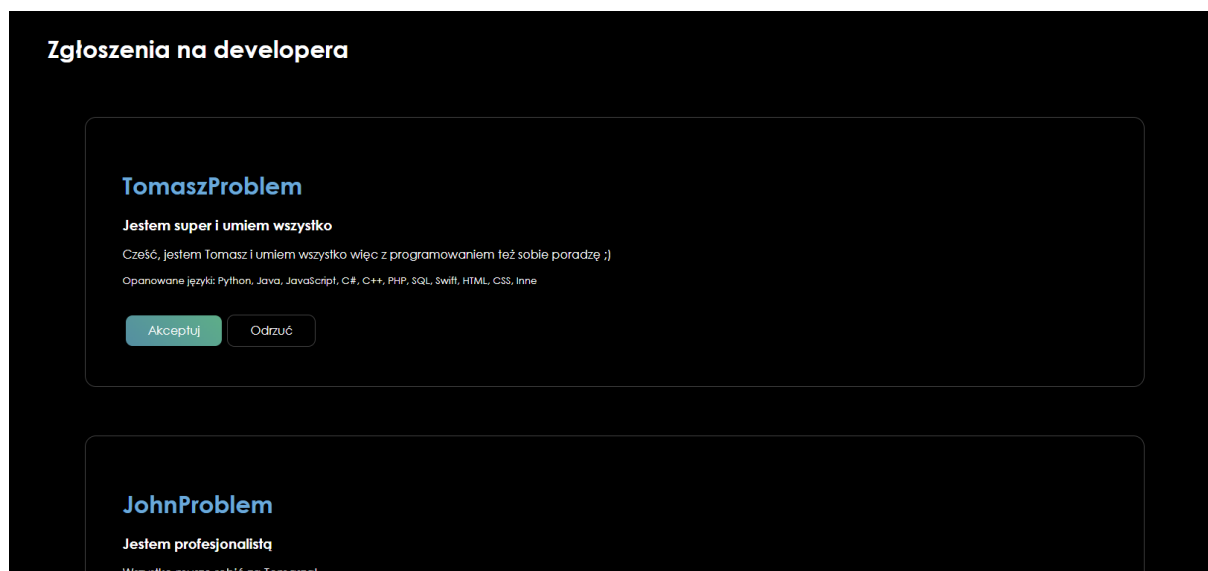 Zgłoszenia na developera
TomaszProblem
Jestem super i umiem wszystko
Cześć, jestem Tomasz i umiem wszystko więc z programowaniem też sobie poradzę ;)
Opanowane języki: Python, Java, JavaScript, C#, C++, PHP, SQL, Swift, HTML, CSS, Inne
Akceptuj Odrzuć
JohnProblem
Jestem profesjonalistą